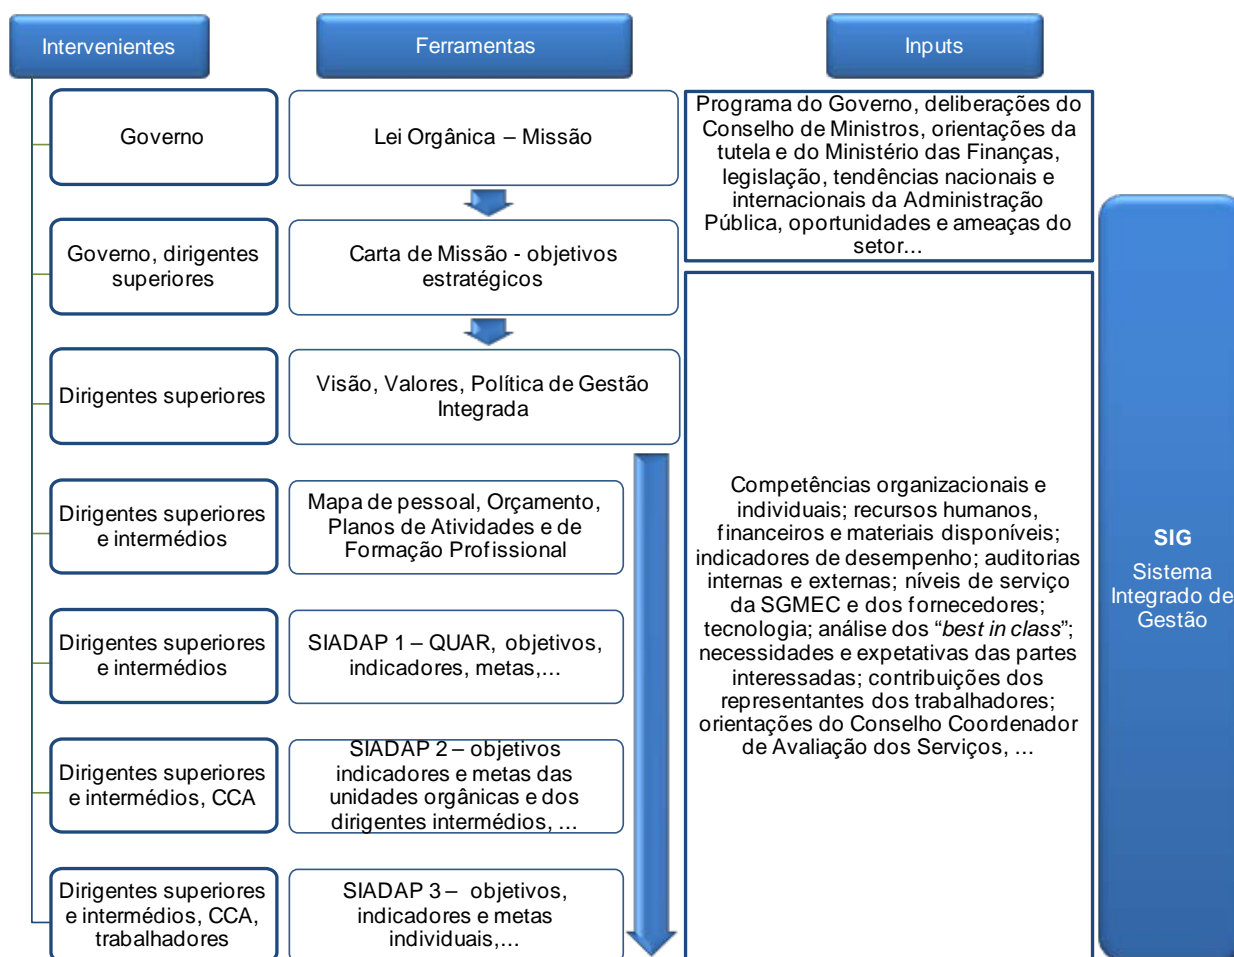 Intervenientes
Ferramentas
Inputs
Governo
Lei Orgânica – Missão
Programa do Governo, deliberações do
Conselho de Ministros, orientações da
tutela e do Ministério das Finanças,
legislação, tendências nacionais e
internacionais da Administração
Pública, oportunidades e ameaças do
setor…
Governo, dirigentes
superiores
Carta de Missão - objetivos
estratégicos
Dirigentes superiores
Visão, Valores, Política de Gestão
Integrada
Dirigentes superiores
e intermédios
Mapa de pessoal, Orçamento,
Planos de Atividades e de
Formação Profissional
Dirigentes superiores
e intermédios
SIADAP 1 – QUAR, objetivos,
indicadores, metas,…
Dirigentes superiores
e intermédios, CCA
SIADAP 2 – objetivos
indicadores e metas das
unidades orgânicas e dos
dirigentes intermédios, …
Dirigentes superiores
e intermédios, CCA,
trabalhadores
SIADAP 3 – objetivos,
indicadores e metas
individuais,…
Competências organizacionais e
individuais; recursos humanos,
financeiros e materiais disponíveis;
indicadores de desempenho; auditorias
internas e externas; níveis de serviço
da SGMEC e dos fornecedores;
tecnologia; análise dos “best in class”;
necessidades e expetativas das partes
interessadas; contribuições dos
representantes dos trabalhadores;
orientações do Conselho Coordenador
de Avaliação dos Serviços, …
SIG
Sistema
Integrado de
Gestão